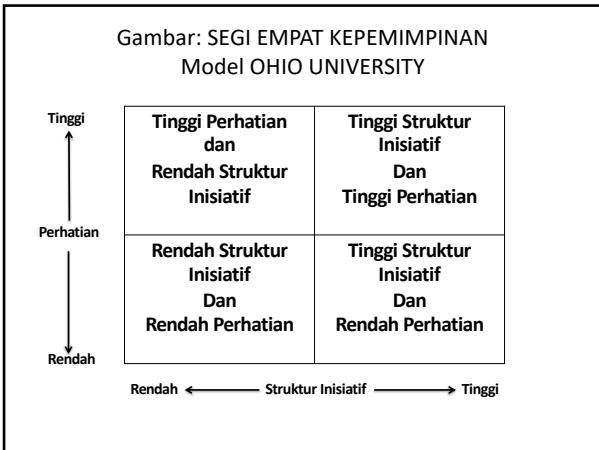 Gambar: SEGI EMPAT KEPEMIMPINAN
Model OHIO UNIVERSITY
Tinggi
Perhatian
Rendah
Tinggi Perhatian
dan
Rendah Struktur
Inisiatif
Tinggi Struktur
Inisiatif
Dan
Tinggi Perhatian
Rendah Struktur
Inisiatif
Dan
Rendah Perhatian
Tinggi Struktur
Inisiatif
Dan
Rendah Perhatian
Rendah
Struktur Inisiatif
Tinggi